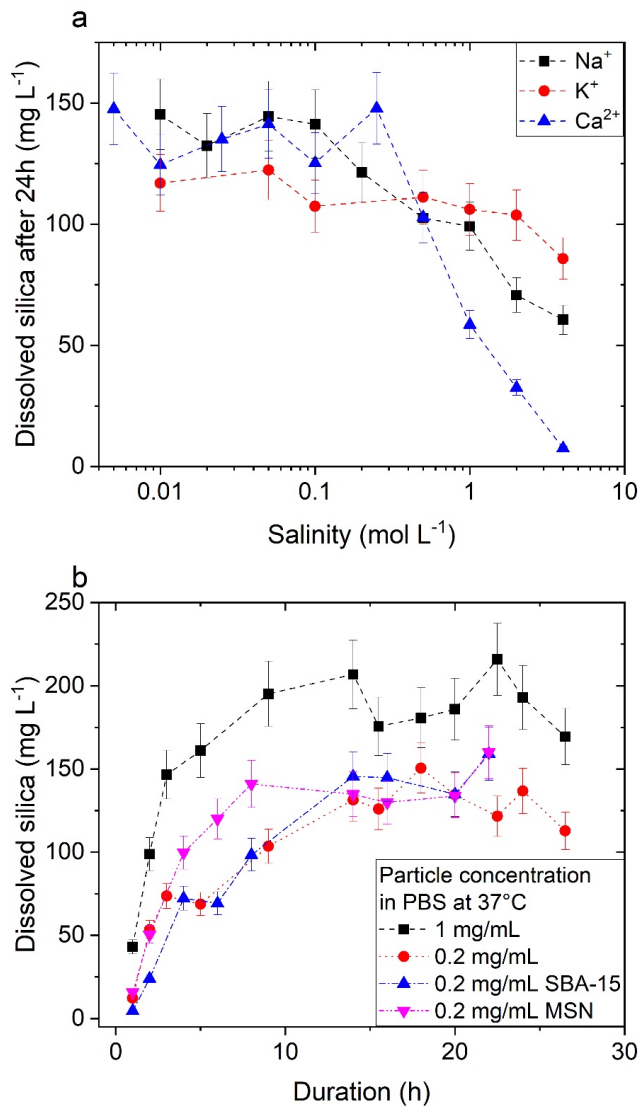 a
Dissolved silica after 24h (mg L⁻¹)
150
100
50
0
0.01
0.1
1
10
Salinity (mol L⁻¹)
Na⁺
K⁺
Ca²⁺
b
Dissolved silica (mg L⁻¹)
250
200
150
100
50
0
0
10
20
30
Duration (h)
Particle concentration
in PBS at 37°C
1 mg/mL
0.2 mg/mL
0.2 mg/mL SBA-15
0.2 mg/mL MSN